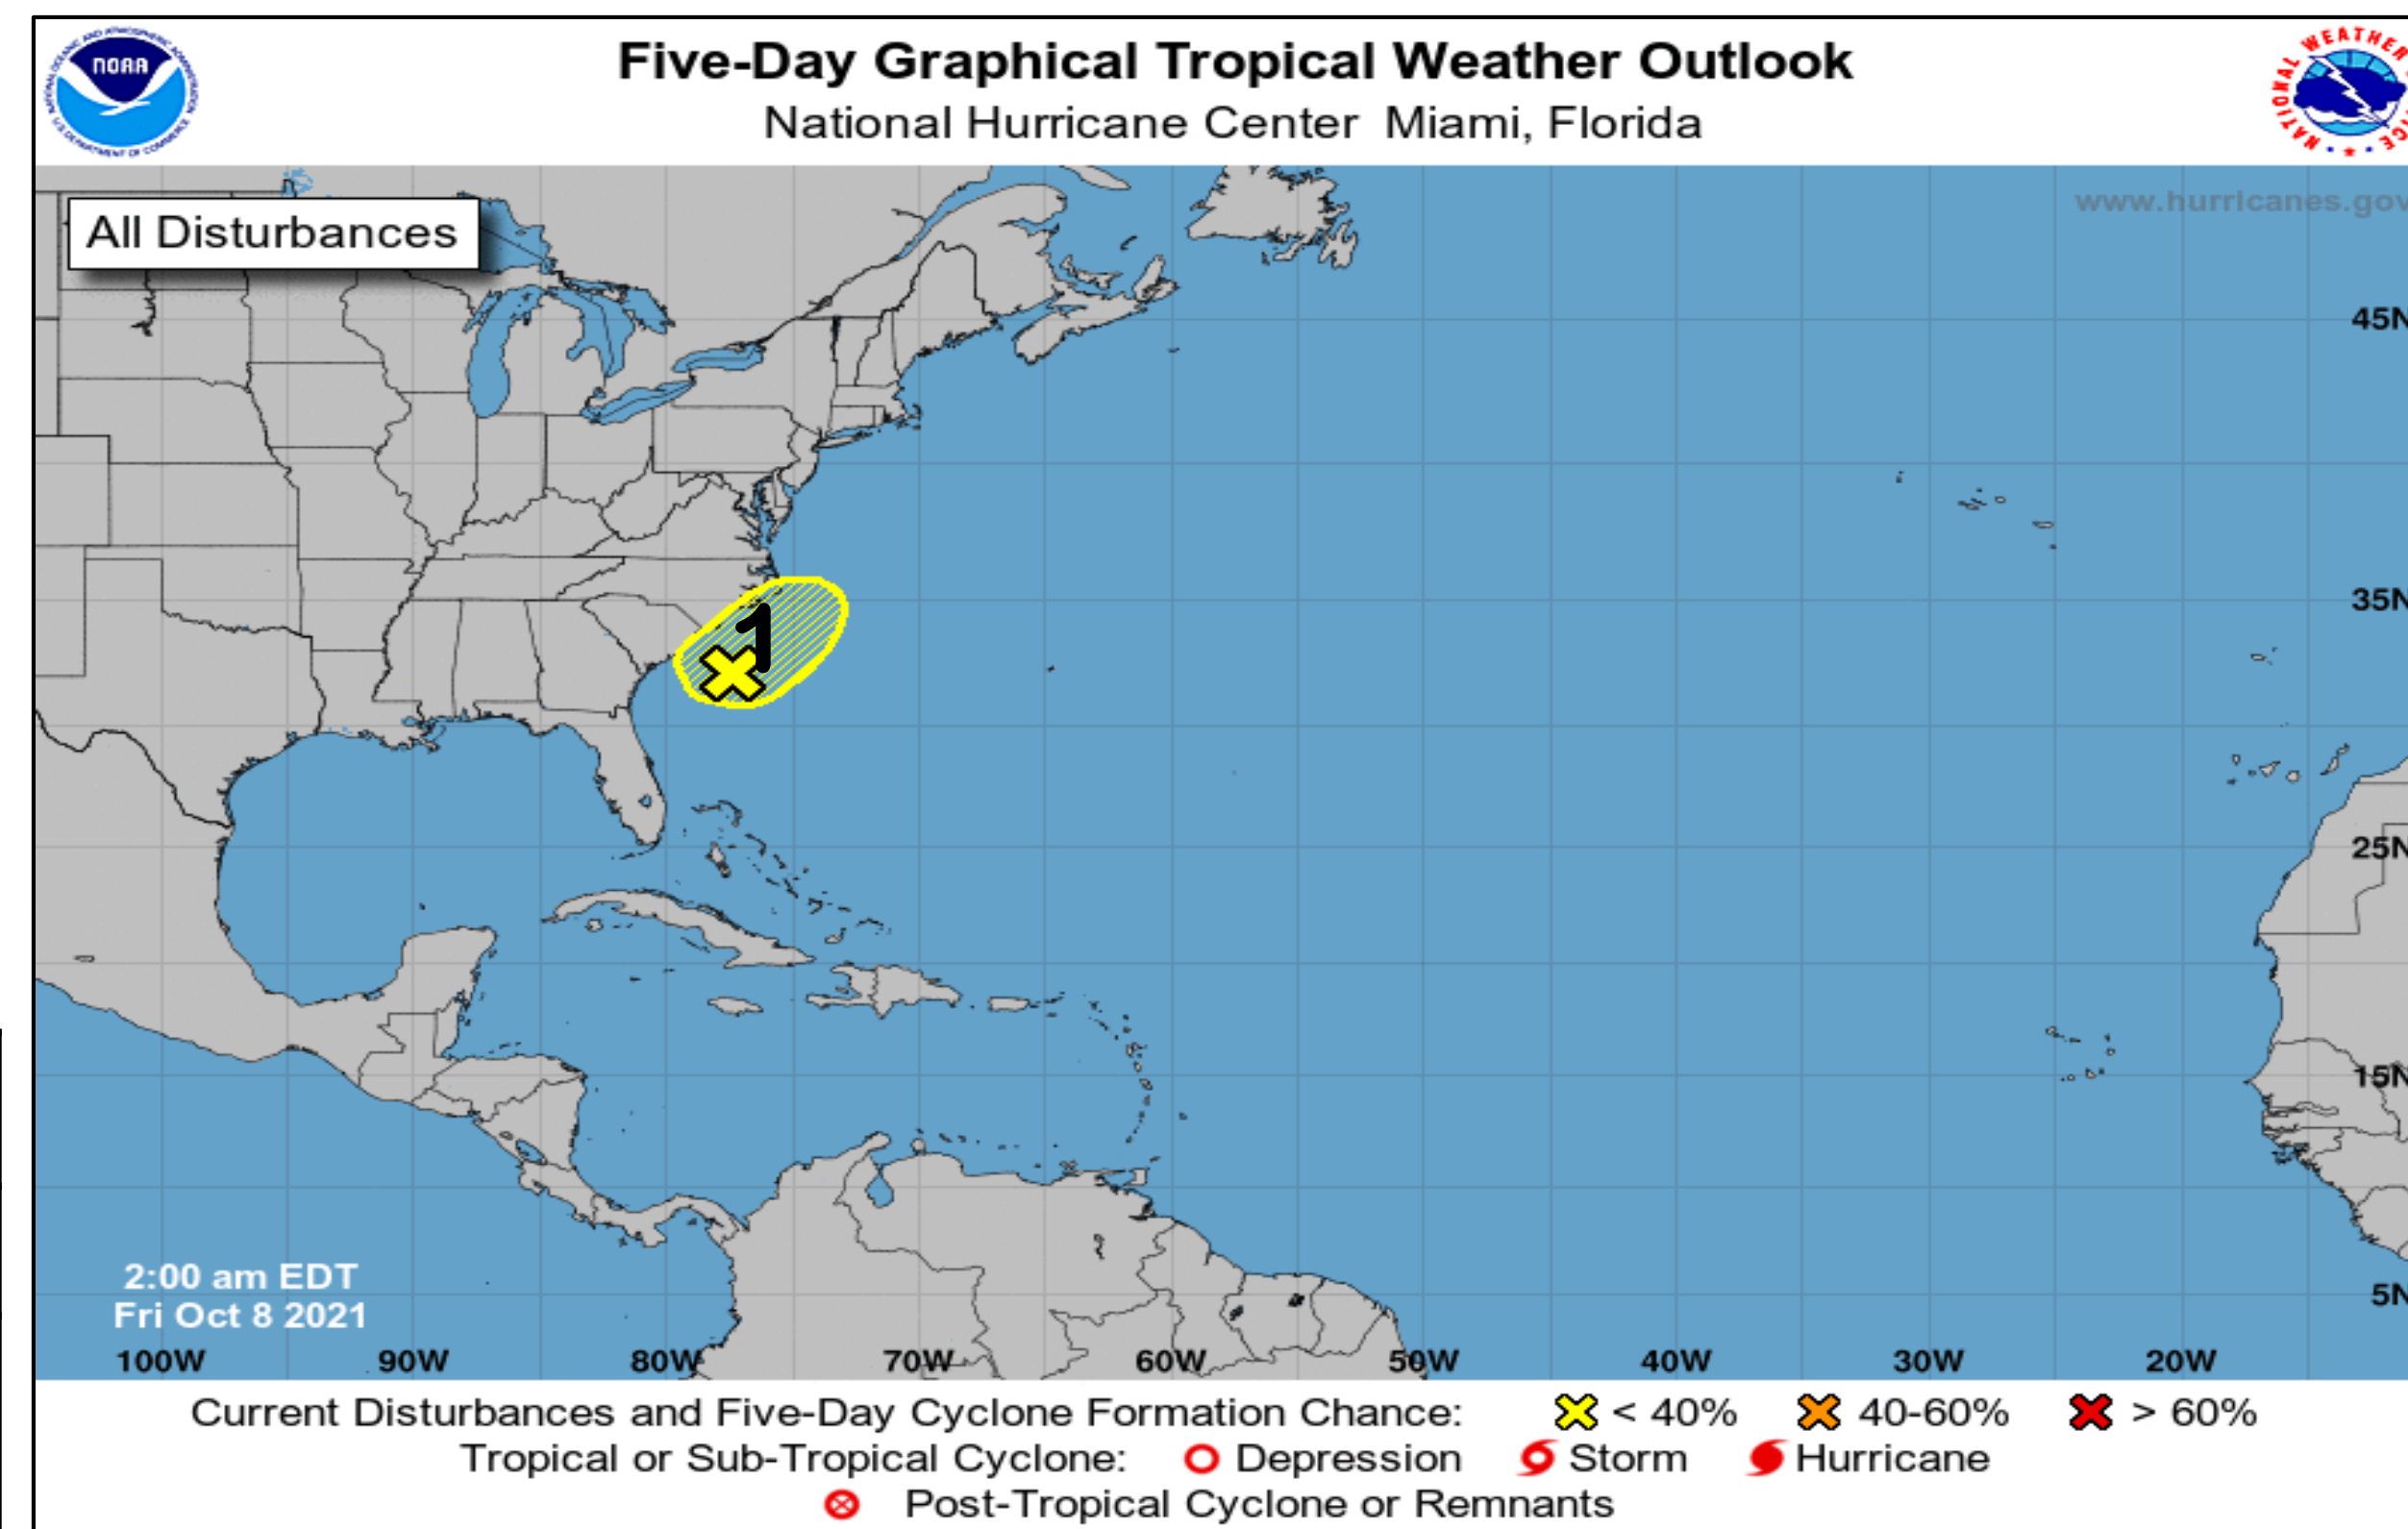 Five-Day Graphical Tropical Weather Outlook
National Hurricane Center Miami, Florida
NOAA
NATIONAL WEATHER
www.hurricanes.gov
All Disturbances
45N
35N
1
25N
15N
5N
2:00 am EDT
Fri Oct 8 2021
100W 90W 80W 70W 60W 50W 40W 30W 20W
Current Disturbances and Five-Day Cyclone Formation Chance: < 40% 40-60% > 60%
Tropical or Sub-Tropical Cyclone: Depression Storm Hurricane
Post-Tropical Cyclone or Remnants